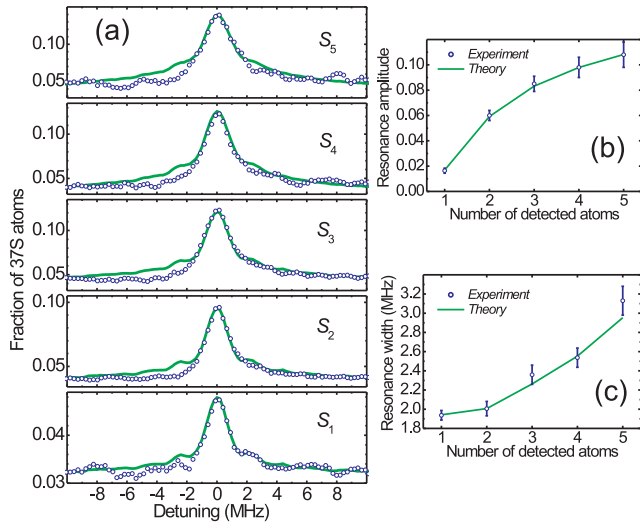 (a)
S5
0.10
0.05
S4
0.10
0.05
S3
0.10
0.05
S2
0.10
0.05
S1
0.04
0.03
-8 -6 -4 -2 0 2 4 6 8
Detuning (MHz)
Fraction of 37S atoms
(b)
Experiment
Theory
0.10
0.08
0.06
0.04
0.02
0.00
1 2 3 4 5
Number of detected atoms
Resonance amplitude
(c)
Experiment
Theory
3.2
3.0
2.8
2.6
2.4
2.2
2.0
1.8
1 2 3 4 5
Number of detected atoms
Resonance width (MHz)